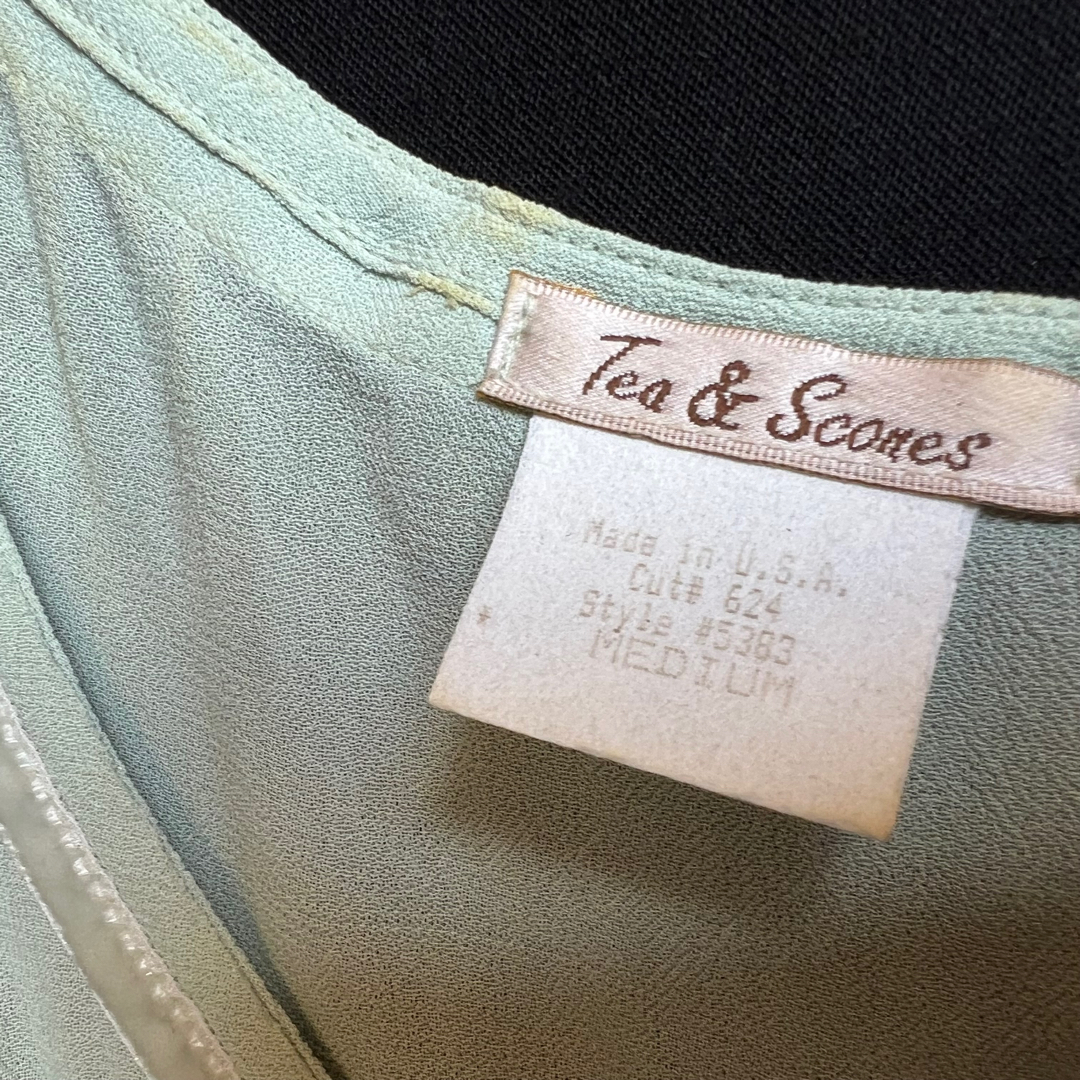 Tea & Scones
Made in U.S.A.
Cut# 624
Style #5383
* MEDIUM